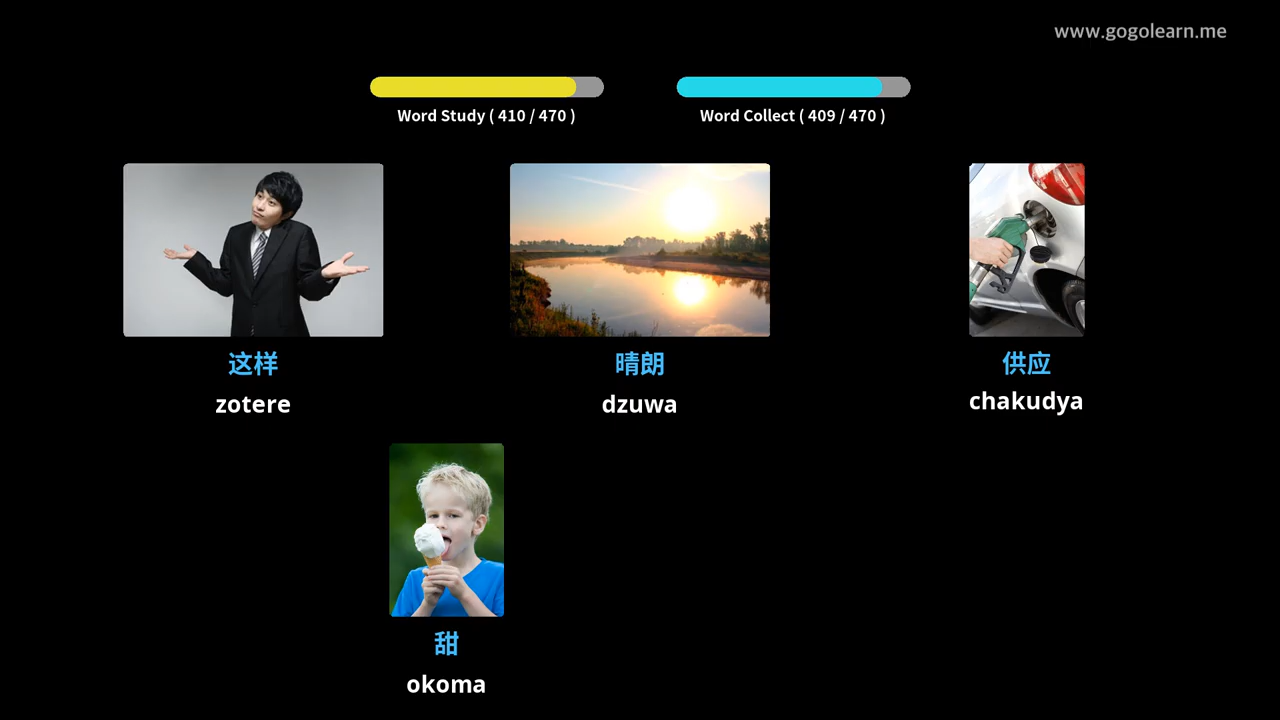 www.gogolearn.me
Word Study ( 410 / 470 )
Word Collect ( 409 / 470 )
这样
zotere
晴朗
dzuwa
供应
chakudya
甜
okoma